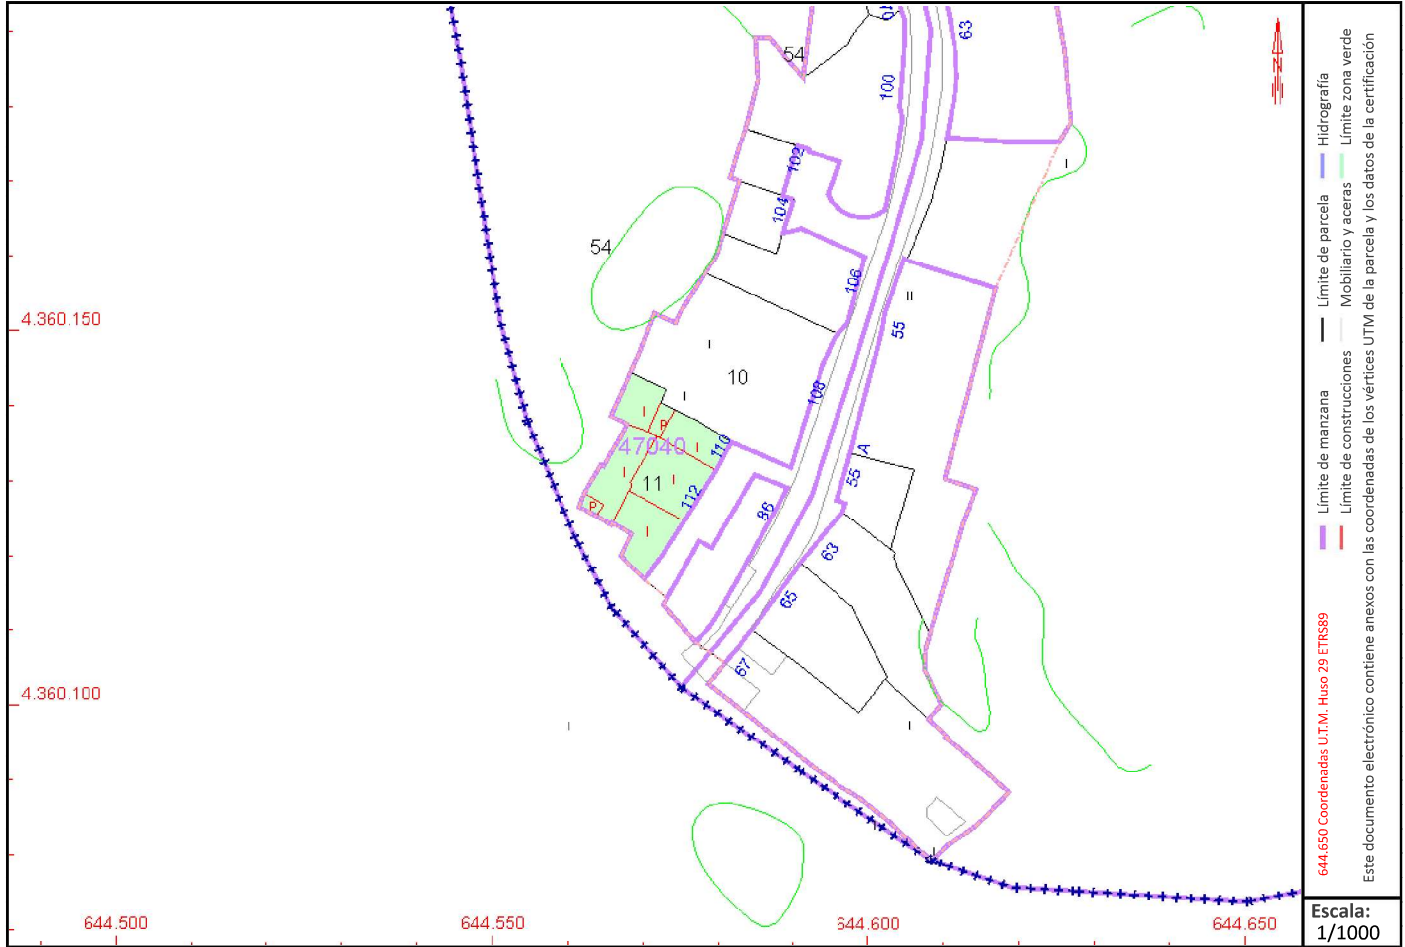 01
63
54
100
N
102
I
104
54
106
II
4.360.150
55
I
10
108
I
I
P
110
47040
I
A
I
11
I
55
112
P
86
I
63
65
67
4.360.100
I
I
I
644.500
644.550
644.600
644.650
Límite de manzana
Límite de parcela
Hidrografía
Límite de construcciones
Mobiliario y aceras
Límite zona verde
644.650 Coordenadas U.T.M. Huso 29 ETRS89
Este documento electrónico contiene anexos con las coordenadas de los vértices UTM de la parcela y los datos de la certificación
Escala:
1/1000